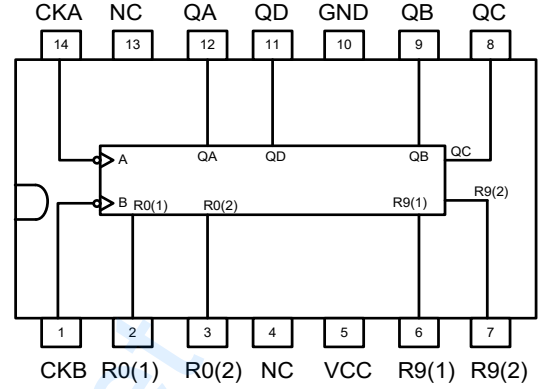 CKA NC QA QD GND QB QC
14 13 12 11 10 9 8
A QA QD QB QC
B R0(1) R0(2) R9(1) R9(2)
1 2 3 4 5 6 7
CKB R0(1) R0(2) NC VCC R9(1) R9(2)